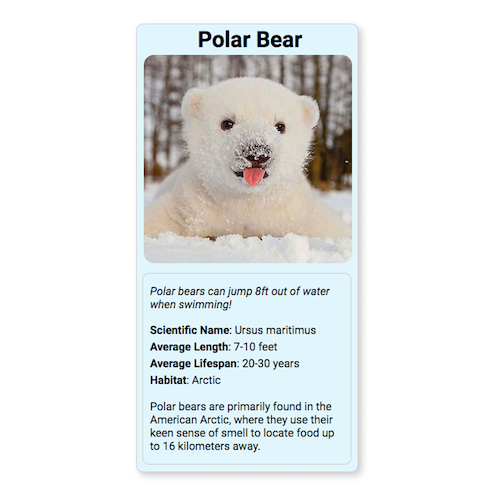 Polar Bear
Polar bears can jump 8ft out of water
when swimming!
Scientific Name: Ursus maritimus
Average Length: 7-10 feet
Average Lifespan: 20-30 years
Habitat: Arctic
Polar bears are primarily found in the
American Arctic, where they use their
keen sense of smell to locate food up
to 16 kilometers away.